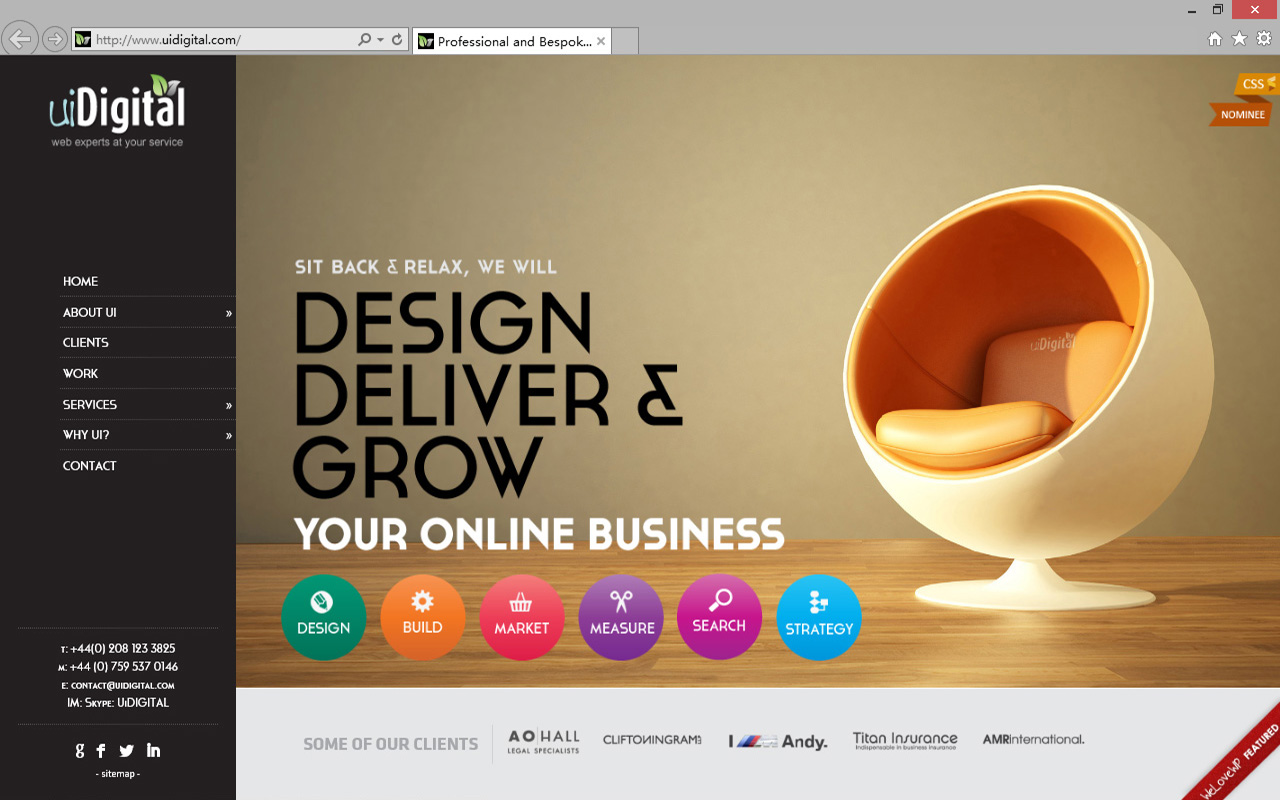 http://www.uidigital.com/
Professional and Bespok...
uiDigital
web experts at your service
HOME
ABOUT UI »
CLIENTS
WORK
SERVICES »
WHY UI? »
CONTACT
T: +44(0) 208 123 3825
M: +44 (0) 759 537 0146
E: CONTACT@UIDIGITAL.COM
IM: SKYPE: UIDIGITAL
- sitemap -
CSS
NOMINEE
SIT BACK & RELAX, WE WILL
DESIGN
DELIVER &
GROW
YOUR ONLINE BUSINESS
uiDigital
DESIGN
BUILD
MARKET
MEASURE
SEARCH
STRATEGY
SOME OF OUR CLIENTS
AO HALL
LEGAL SPECIALISTS
CLIFTONINGRAM
I M Andy.
Titan Insurance
Indispensable in business insurance
AMRinternational.
WeLoveWP FEATURED